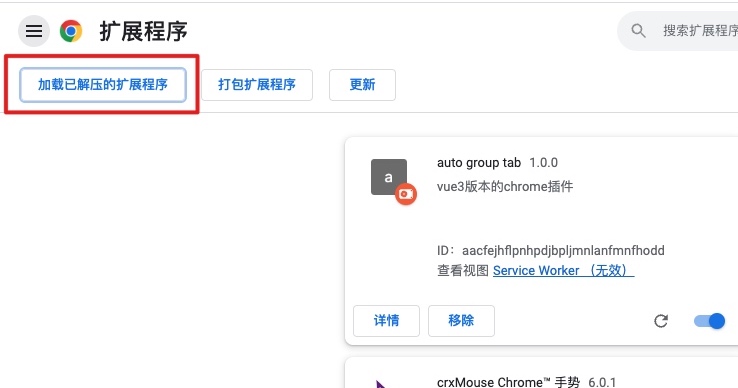 扩展程序
搜索扩展程序
加载已解压的扩展程序
打包扩展程序
更新
a
auto group tab 1.0.0
vue3版本的chrome插件
ID：aacfejhflpnhpdjbpljmnlanfmnfhodd
查看视图 Service Worker （无效）
详情
移除
crxMouse Chrome™ 手势 6.0.1